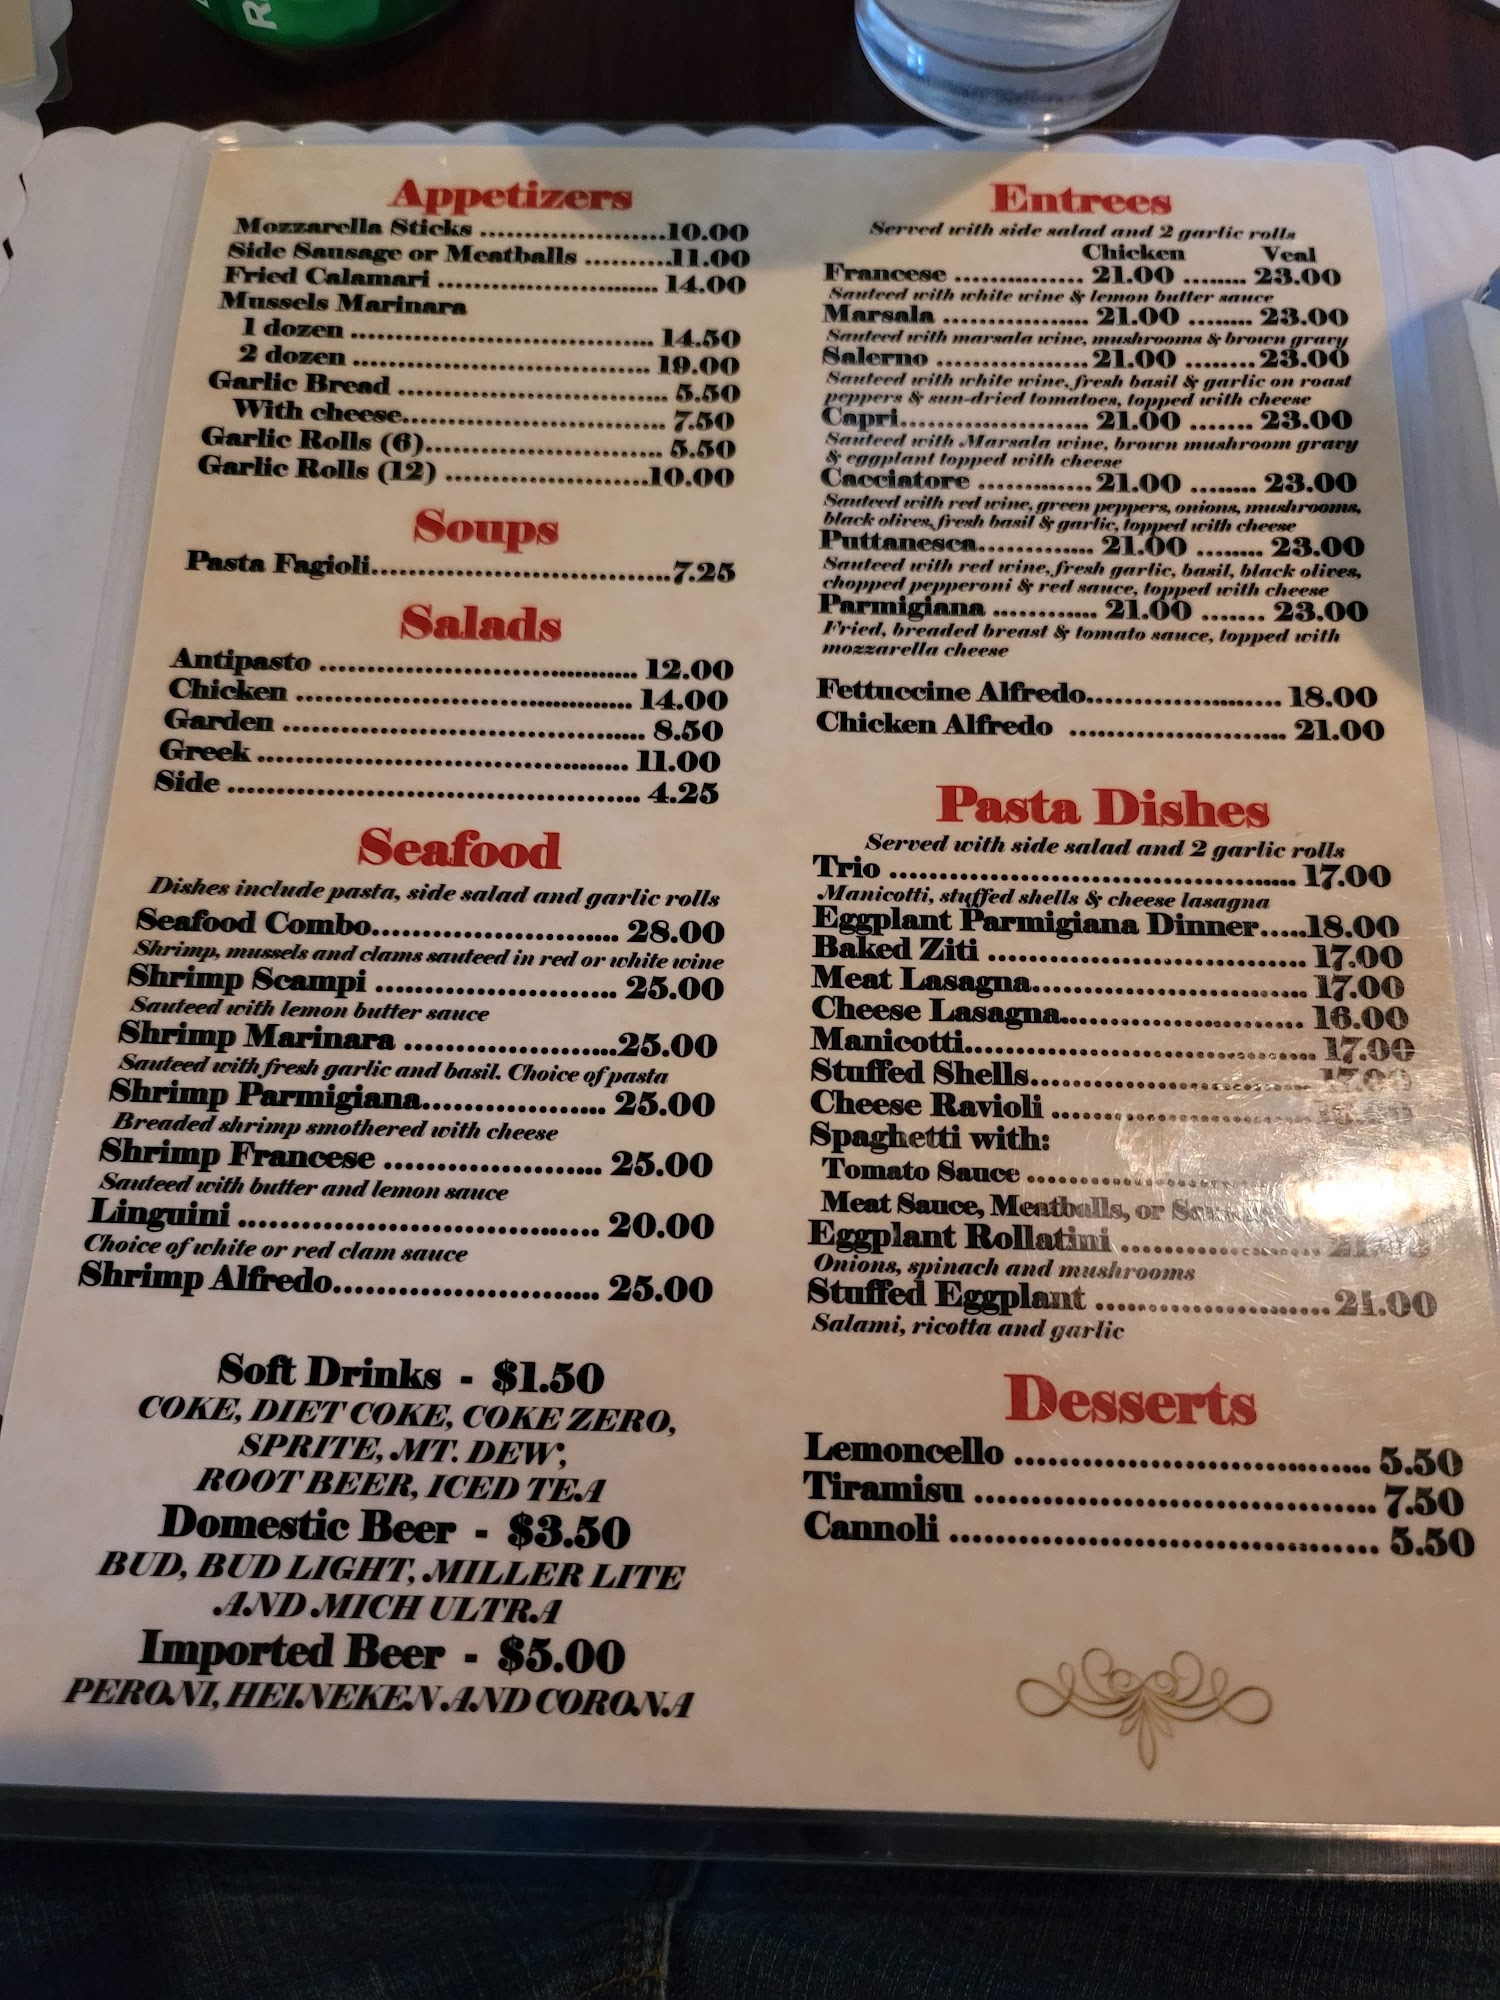 R
Appetizers
Mozzarella Sticks ......................10.00
Side Sausage or Meatballs ..........11.00
Fried Calamari .......................... 14.00
Mussels Marinara
1 dozen .................................... 14.50
2 dozen ................................... 19.00
Garlic Bread ................................ 5.50
With cheese............................... 7.50
Garlic Rolls (6)............................ 5.50
Garlic Rolls (12) ........................10.00
Soups
Pasta Fagioli...................................7.25
Salads
Antipasto ..................................... 12.00
Chicken ....................................... 14.00
Garden .......................................... 8.50
Greek ........................................... 11.00
Side ................................................ 4.25
Seafood
Dishes include pasta, side salad and garlic rolls
Seafood Combo............................ 28.00
Shrimp, mussels and clams sauteed in red or white wine
Shrimp Scampi ........................... 25.00
Sauteed with lemon butter sauce
Shrimp Marinara .......................25.00
Sauteed with fresh garlic and basil. Choice of pasta
Shrimp Parmigiana.................... 25.00
Breaded shrimp smothered with cheese
Shrimp Francese ........................ 25.00
Sauteed with butter and lemon sauce
Linguini ....................................... 20.00
Choice of white or red clam sauce
Shrimp Alfredo............................ 25.00
Soft Drinks - $1.50
COKE, DIET COKE, COKE ZERO,
SPRITE, MT. DEW,
ROOT BEER, ICED TEA
Domestic Beer - $3.50
BUD, BUD LIGHT, MILLER LITE
AND MICH ULTRA
Imported Beer - $5.00
PERONI, HEINEKEN AND CORONA
Entrees
Served with side salad and 2 garlic rolls
Chicken Veal
Francese .............. 21.00 ........ 23.00
Sauteed with white wine & lemon butter sauce
Marsala ................ 21.00 ........ 23.00
Sauteed with marsala wine, mushrooms & brown gravy
Salerno .................21.00 ........23.00
Sauteed with white wine, fresh basil & garlic on roast
peppers & sun-dried tomatoes, topped with cheese
Capri..................... 21.00 ....... 23.00
Sauteed with Marsala wine, brown mushroom gravy
& eggplant topped with cheese
Cacciatore .............21.00 ........ 23.00
Sauteed with red wine, green peppers, onions, mushrooms,
black olives, fresh basil & garlic, topped with cheese
Puttanesca............. 21.00 ........ 23.00
Sauteed with red wine, fresh garlic, basil, black olives,
chopped pepperoni & red sauce, topped with cheese
Parmigiana ............ 21.00 ....... 23.00
Fried, breaded breast & tomato sauce, topped with
mozzarella cheese
Fettuccine Alfredo...................... 18.00
Chicken Alfredo ........................ 21.00
Pasta Dishes
Served with side salad and 2 garlic rolls
Trio ............................................. 17.00
Manicotti, stuffed shells & cheese lasagna
Eggplant Parmigiana Dinner.....18.00
Baked Ziti ................................... 17.00
Meat Lasagna.............................. 17.00
Cheese Lasagna.......................... 16.00
Manicotti...................................... 17.00
Stuffed Shells.............................. 17.00
Cheese Ravioli ............................
Spaghetti with:
Tomato Sauce ..............................
Meat Sauce, Meatballs, or
Eggplant Rollatini ......................
Onions, spinach and mushrooms
Stuffed Eggplant .........................21.00
Salami, ricotta and garlic
Desserts
Lemoncello ..................................... 5.50
Tiramisu ......................................... 7.50
Cannoli ........................................... 5.50